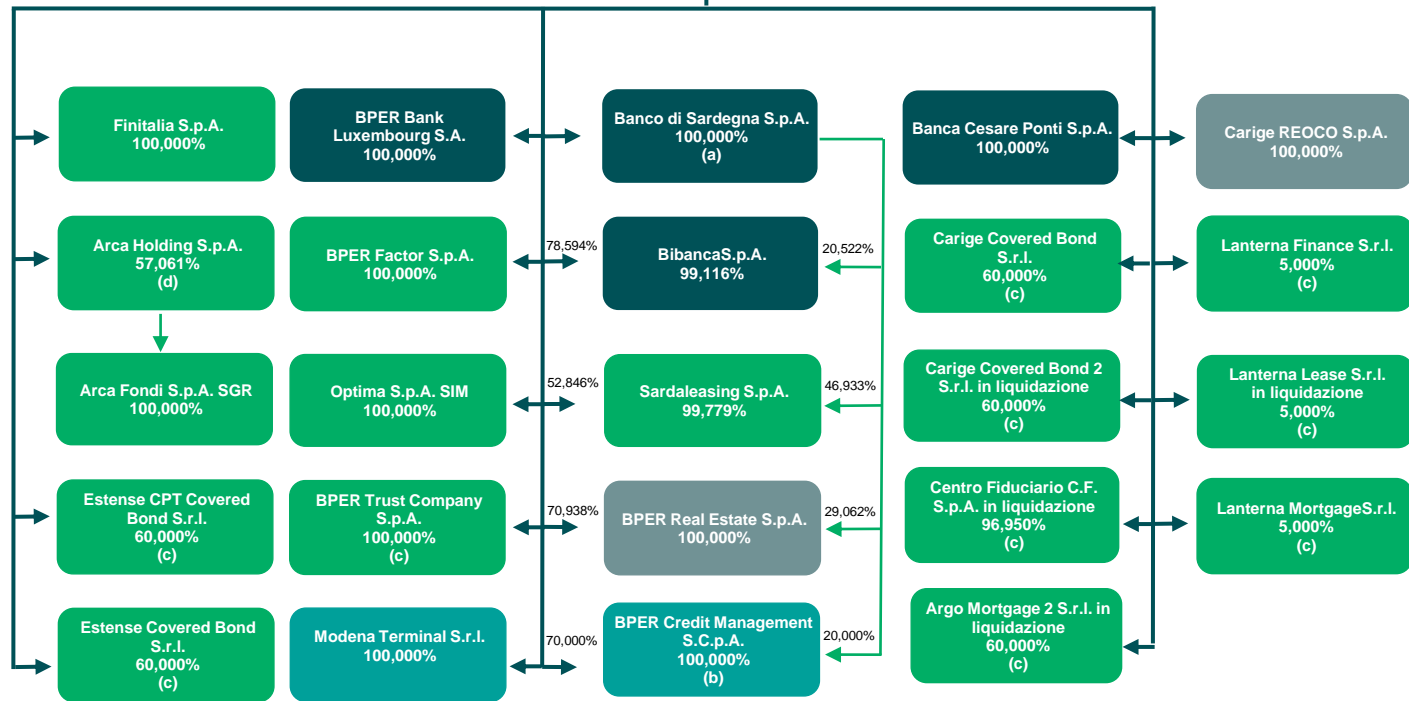 Finitalia S.p.A.
100,000%
BPER Bank
Luxembourg S.A.
100,000%
Banco di Sardegna S.p.A.
100,000%
(a)
Banca Cesare Ponti S.p.A.
100,000%
Carige REOCO S.p.A.
100,000%
Arca Holding S.p.A.
57,061%
(d)
BPER Factor S.p.A.
100,000%
78,594%
BibancaS.p.A.
99,116%
20,522%
Carige Covered Bond
S.r.l.
60,000%
(c)
Lanterna Finance S.r.l.
5,000%
(c)
Arca Fondi S.p.A. SGR
100,000%
Optima S.p.A. SIM
100,000%
52,846%
Sardaleasing S.p.A.
99,779%
46,933%
Carige Covered Bond 2
S.r.l. in liquidazione
60,000%
(c)
Lanterna Lease S.r.l.
in liquidazione
5,000%
(c)
Estense CPT Covered
Bond S.r.l.
60,000%
(c)
BPER Trust Company
S.p.A.
100,000%
(c)
70,938%
BPER Real Estate S.p.A.
100,000%
29,062%
Centro Fiduciario C.F.
S.p.A. in liquidazione
96,950%
(c)
Lanterna MortgageS.r.l.
5,000%
(c)
Estense Covered Bond
S.r.l.
60,000%
(c)
Modena Terminal S.r.l.
100,000%
70,000%
BPER Credit Management
S.C.p.A.
100,000%
(b)
20,000%
Argo Mortgage 2 S.r.l. in
liquidazione
60,000%
(c)